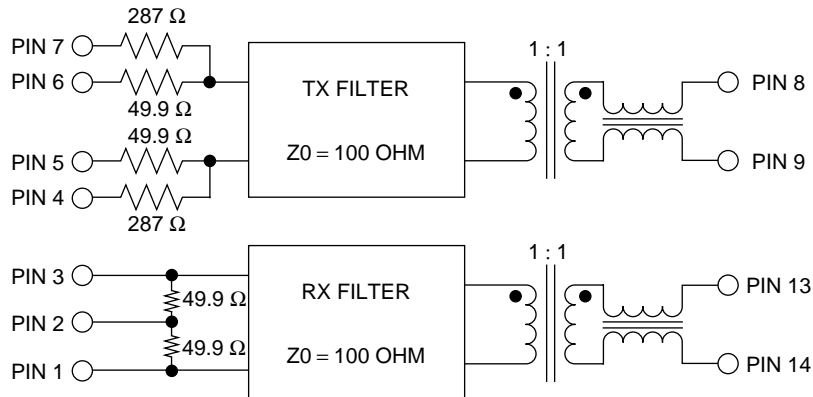 287 Ω
PIN 7
PIN 6
49.9 Ω
49.9 Ω
PIN 5
PIN 4
287 Ω
TX FILTER
Z0 = 100 OHM
1 : 1
PIN 8
PIN 9
PIN 3
49.9 Ω
PIN 2
49.9 Ω
PIN 1
RX FILTER
Z0 = 100 OHM
1 : 1
PIN 13
PIN 14